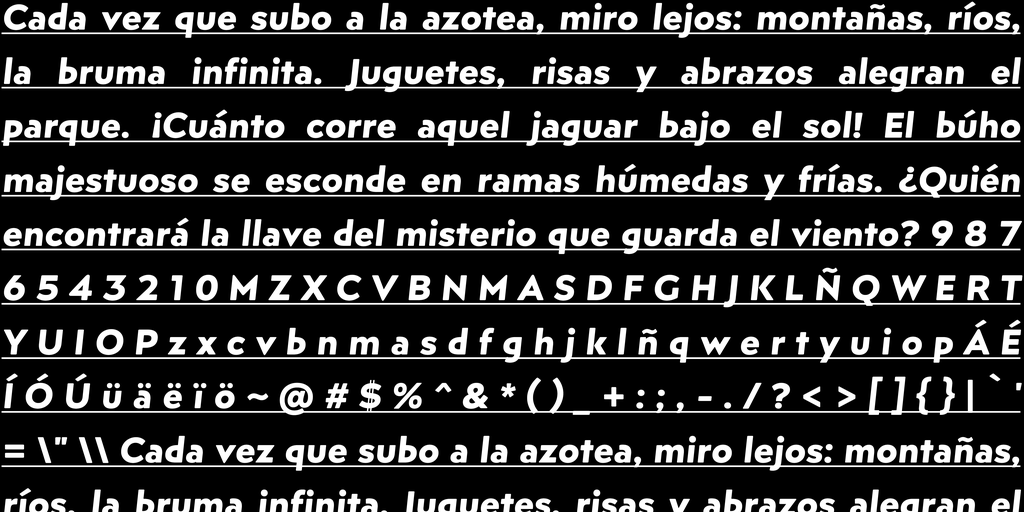 Cada vez que subo a la azotea, miro lejos: montañas, ríos,
la bruma infinita. Juguetes, risas y abrazos alegran el
parque. ¡Cuánto corre aquel jaguar bajo el sol! El búho
majestuoso se esconde en ramas húmedas y frías. ¿Quién
encontrará la llave del misterio que guarda el viento? 9 8 7
6 5 4 3 2 1 0 M Z X C V B N M A S D F G H J K L Ñ Q W E R T
Y U I O P z x c v b n m a s d f g h j k l ñ q w e r t y u i o p Á É
Í Ó Ú ü ä ë ï ö ~ @ # $ % ^ & * ( ) _ + : ; , - . / ? < > [ ] { } | ` '
= \" \\ Cada vez que subo a la azotea, miro lejos: montañas,
ríos, la bruma infinita. Juguetes, risas y abrazos alegran el